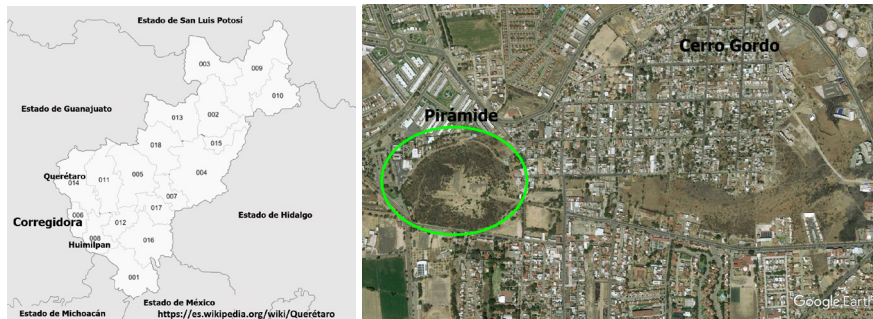 Estado de San Luis Potosí
003
009
010
Estado de Guanajuato
002
013
015
018
Querétaro
014
011
005
004
007
017
006
Corregidora
Estado de Hidalgo
012
Huimilpan
008
016
001
Estado de México
Estado de Michoacán
https://es.wikipedia.org/wiki/Querétaro
Cerro Gordo
Pirámide
Google Earth